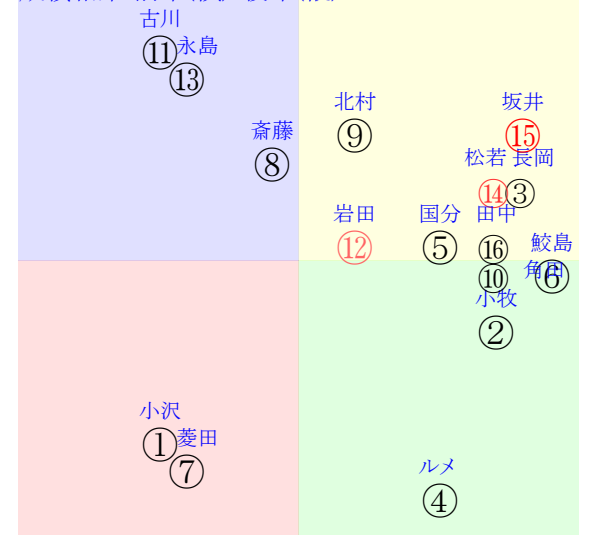 古川
⑪永島
⑬
北村 坂井
斎藤 ⑨ ⑮
⑧ 松若 長岡
⑭③
岩田 国分 田中
⑫ ⑤ ⑯ 鮫島
⑩ 角田⑥
小牧
②
小沢
①菱田
⑦
ルメ
④